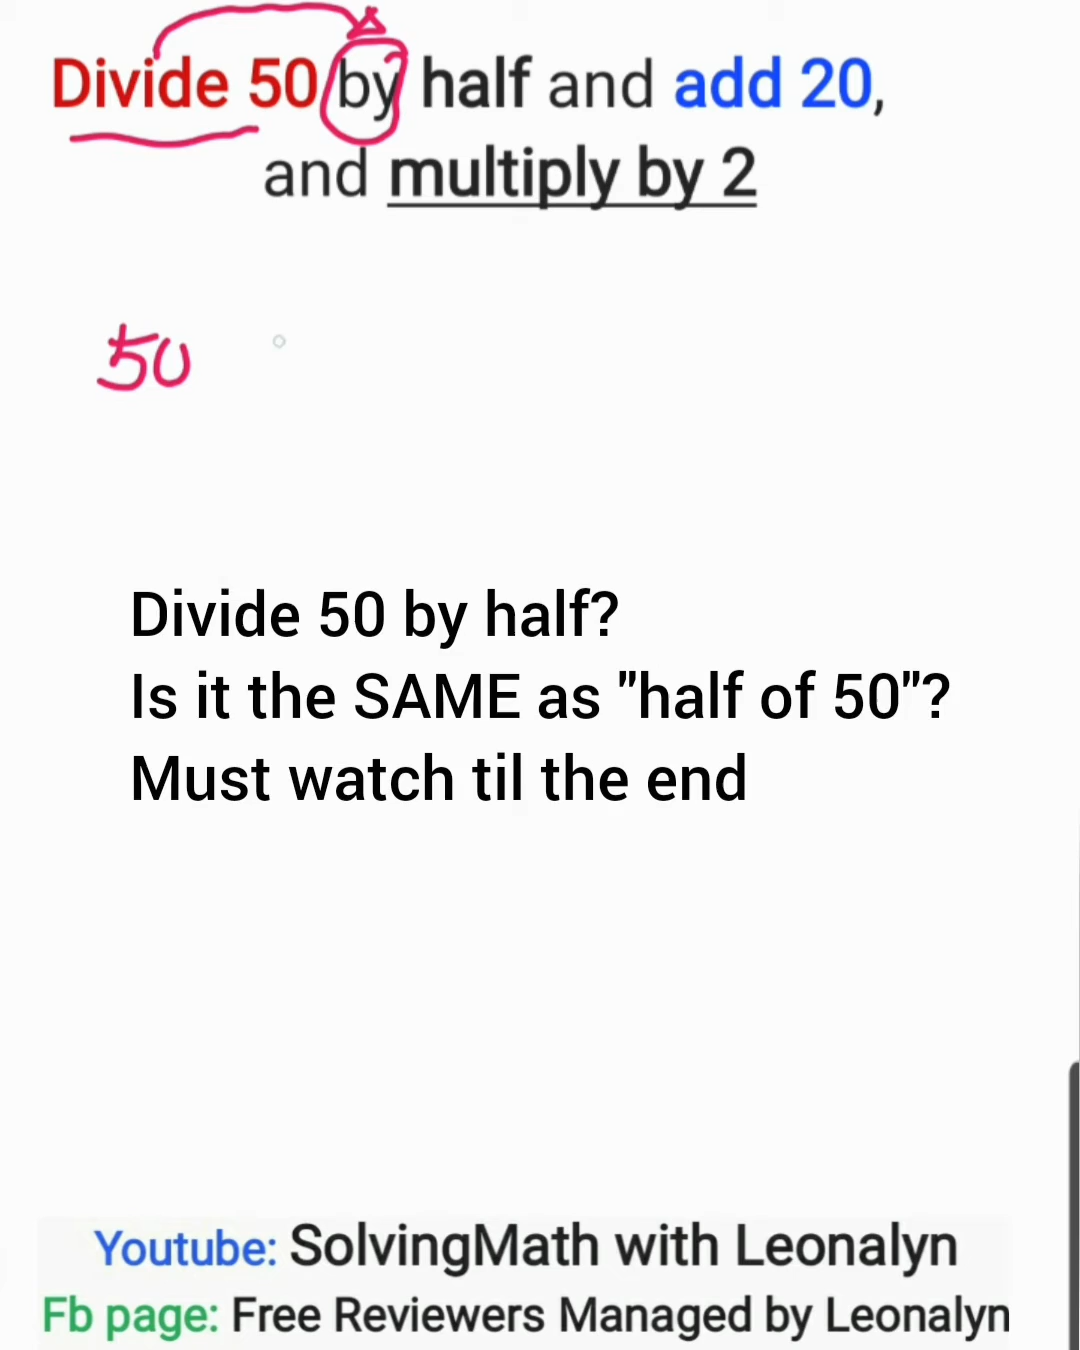 Divide 50 by half and add 20,
and multiply by 2
50
Divide 50 by half?
Is it the SAME as "half of 50"?
Must watch til the end
Youtube: SolvingMath with Leonalyn
Fb page: Free Reviewers Managed by Leonalyn